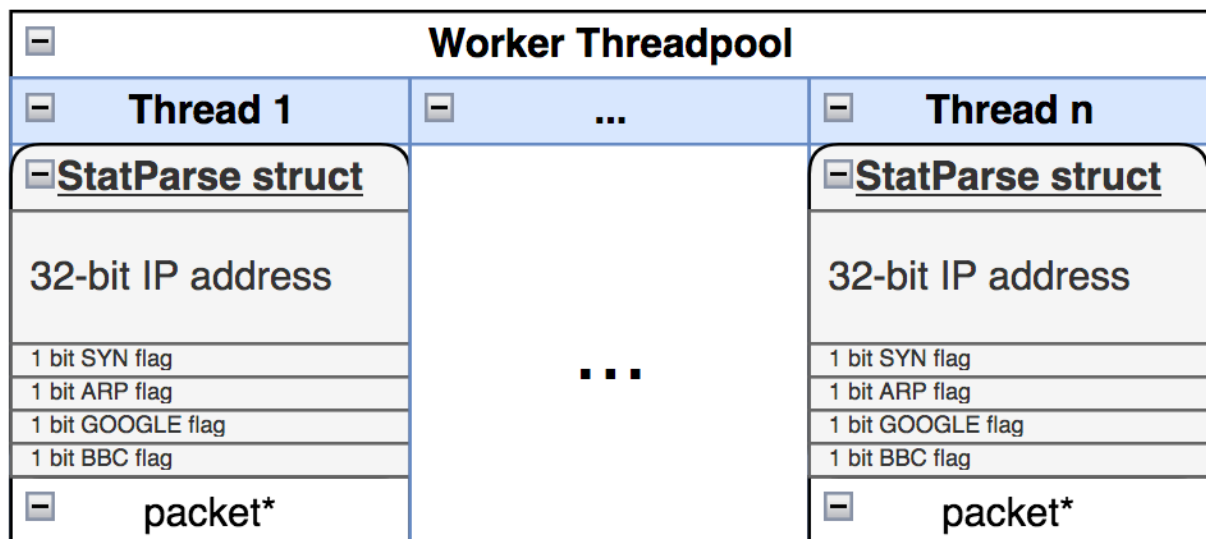 Worker Threadpool
Thread 1
...
Thread n
StatParse struct
32-bit IP address
1 bit SYN flag
1 bit ARP flag
1 bit GOOGLE flag
1 bit BBC flag
packet*
...
StatParse struct
32-bit IP address
1 bit SYN flag
1 bit ARP flag
1 bit GOOGLE flag
1 bit BBC flag
packet*